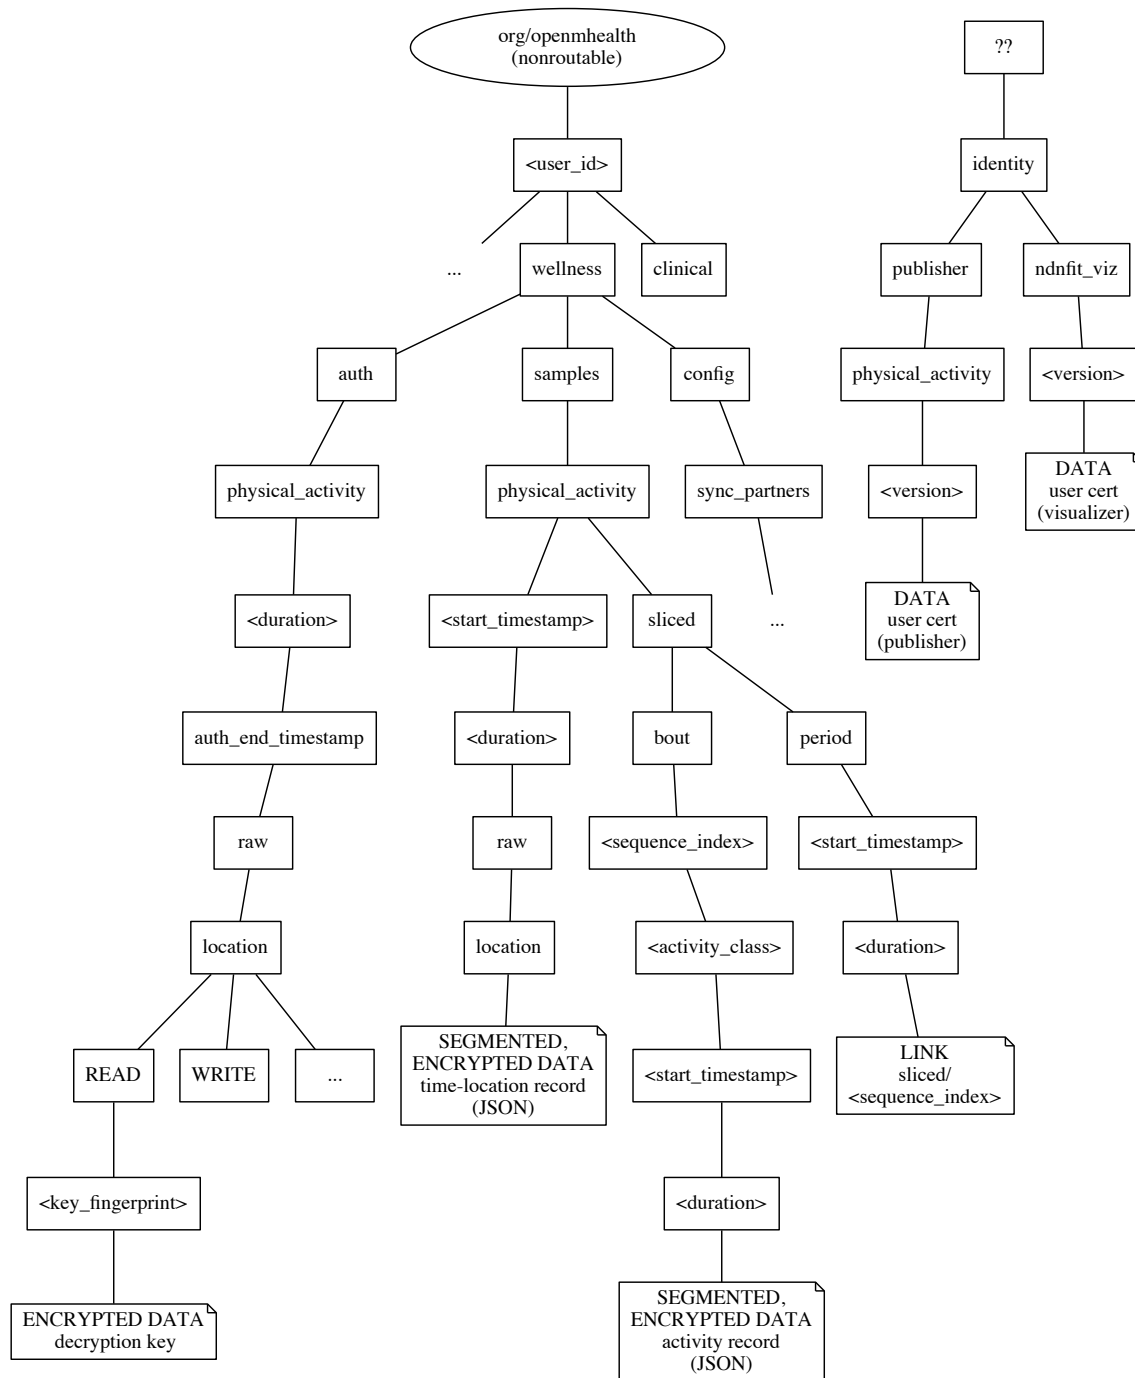 org/openmhealth
(nonroutable)
??
<user_id>
identity
...
wellness
clinical
publisher
ndnfit_viz
auth
samples
config
physical_activity
<version>
physical_activity
physical_activity
sync_partners
<version>
DATA
user cert
(visualizer)
<duration>
<start_timestamp>
sliced
...
DATA
user cert
(publisher)
auth_end_timestamp
<duration>
bout
period
raw
raw
<sequence_index>
<start_timestamp>
location
location
<activity_class>
<duration>
READ
WRITE
...
SEGMENTED,
ENCRYPTED DATA
time-location record
(JSON)
<start_timestamp>
LINK
sliced/
<sequence_index>
<key_fingerprint>
<duration>
ENCRYPTED DATA
decryption key
SEGMENTED,
ENCRYPTED DATA
activity record
(JSON)